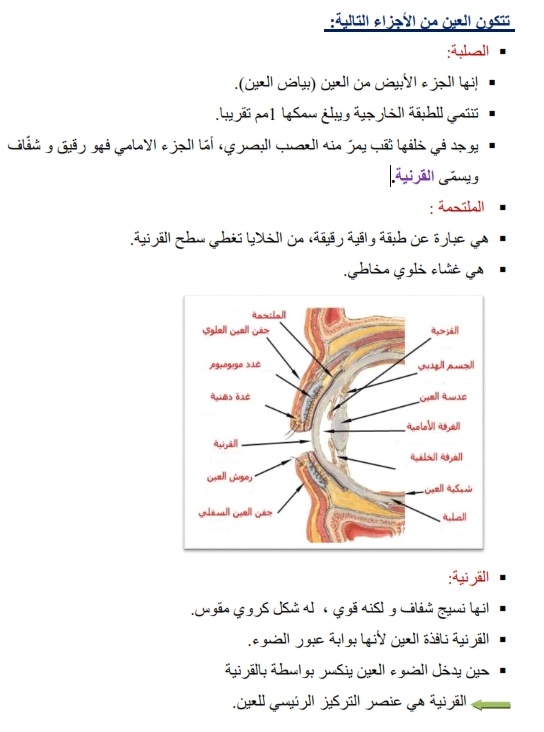 تتكون العين من الأجزاء التالية:
الصلبة:
إنها الجزء الأبيض من العين (بياض العين).
تنتمي للطبقة الخارجية ويبلغ سمكها 1مم تقريبا.
يوجد في خلفها ثقب يمرّ منه العصب البصري، أمّا الجزء الامامي فهو رقيق و شفّاف
ويسمّى القرنية.
الملتحمة :
هي عبارة عن طبقة واقية رقيقة، من الخلايا تغطي سطح القرنية.
هي غشاء خلوي مخاطي.
الملتحمة
جفن العين العلوي
القزحية
غدد موبوميوم
الجسم الهدبي
غدة دهنية
عدسة العين
الغرفة الأمامية
القرنية
الغرفة الخلفية
رموش العين
شبكية العين
جفن العين السفلي
الصلبة
القرنية:
انها نسيج شفاف و لكنه قوي ، له شكل كروي مقوس.
القرنية نافذة العين لأنها بوابة عبور الضوء.
حين يدخل الضوء العين ينكسر بواسطة بالقرنية
القرنية هي عنصر التركيز الرئيسي للعين.